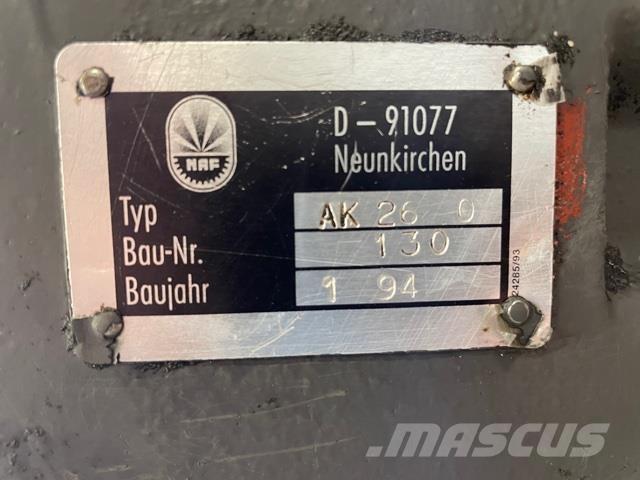 NAF
D-91077
Neunkirchen
Typ AK 26 0
Bau-Nr. 130
Baujahr 1 94
24285/93
MASCUS